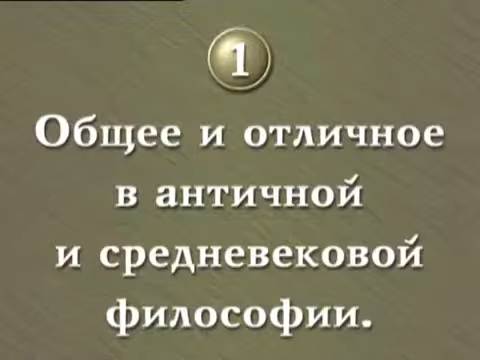 1
Общее и отличное
в античной
и средневековой
философии.